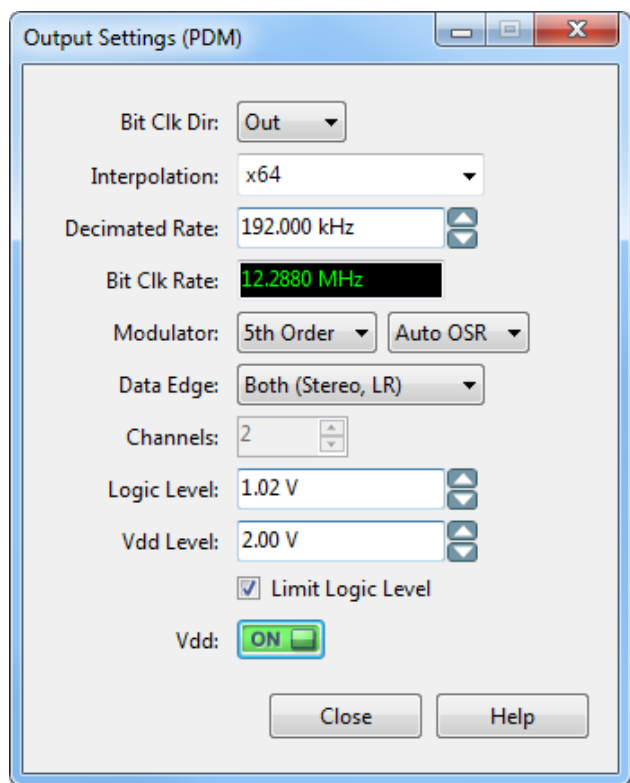 Output Settings (PDM)
Bit Clk Dir: Out
Interpolation: x64
Decimated Rate: 192.000 kHz
Bit Clk Rate: 12.2880 MHz
Modulator: 5th Order Auto OSR
Data Edge: Both (Stereo, LR)
Channels: 2
Logic Level: 1.02 V
Vdd Level: 2.00 V
Limit Logic Level
Vdd: ON
Close Help